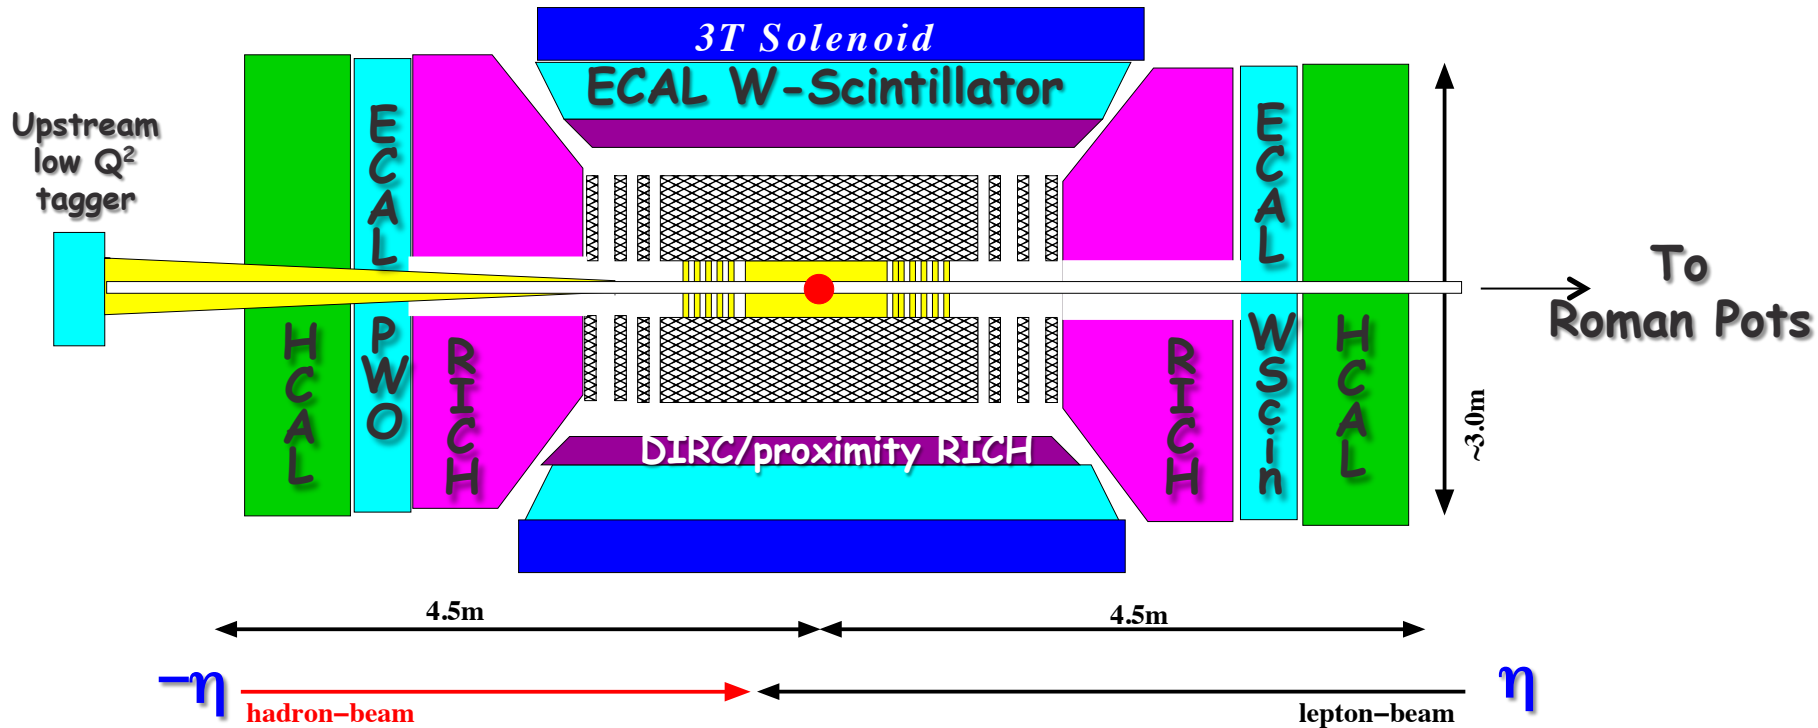 3T Solenoid
ECAL W-Scintillator
Upstream
low Q²
tagger
ECAL
PWO
HCAL
RICH
DIRC/proximity RICH
RICH
ECAL
WScin
HCAL
To
Roman Pots
~3.0m
4.5m
4.5m
−η
η
hadron−beam
lepton−beam